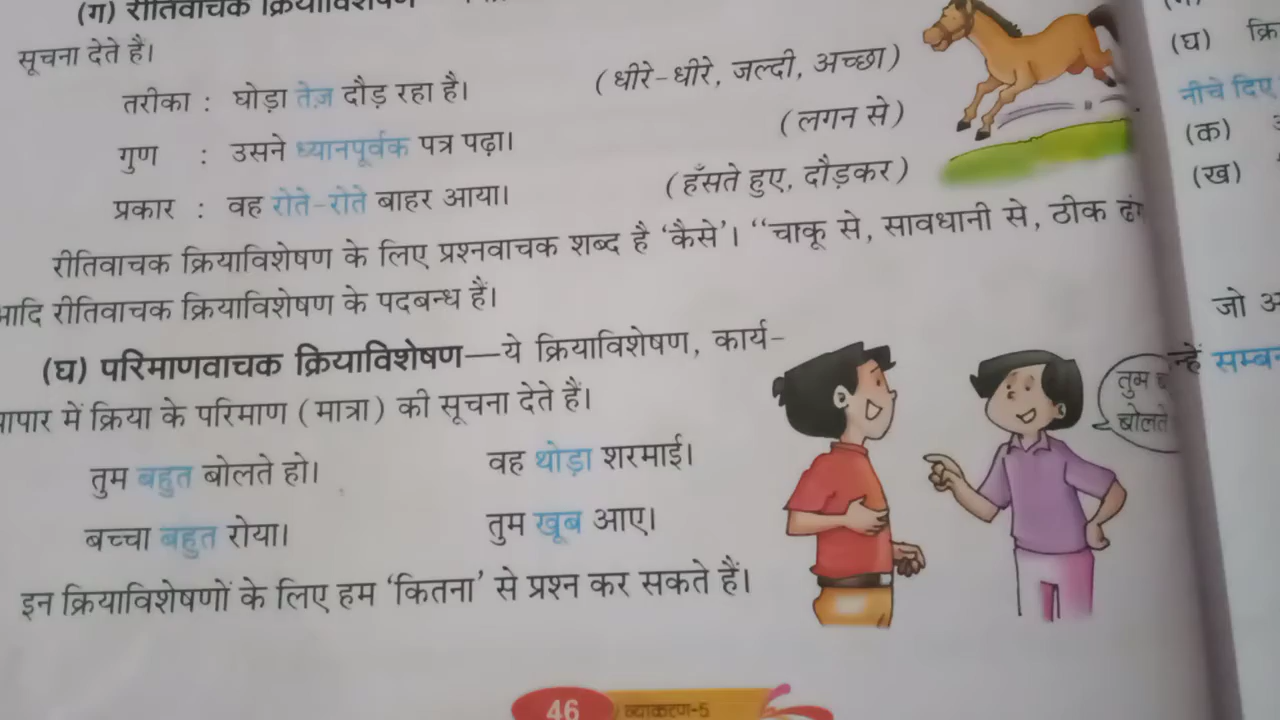 (ग) रीतिवाचक क्रियाविशेषण
सूचना देते हैं।
तरीका : घोड़ा तेज़ दौड़ रहा है। (धीरे-धीरे, जल्दी, अच्छा)
गुण : उसने ध्यानपूर्वक पत्र पढ़ा। (लगन से)
प्रकार : वह रोते-रोते बाहर आया। (हँसते हुए, दौड़कर)
रीतिवाचक क्रियाविशेषण के लिए प्रश्नवाचक शब्द है ‘कैसे’। “चाकू से, सावधानी से, ठीक ढंग
आदि रीतिवाचक क्रियाविशेषण के पदबन्ध हैं।
(घ) परिमाणवाचक क्रियाविशेषण—ये क्रियाविशेषण, कार्य-
व्यापार में क्रिया के परिमाण (मात्रा) की सूचना देते हैं।
तुम बहुत बोलते हो। वह थोड़ा शरमाई।
बच्चा बहुत रोया। तुम खूब आए।
इन क्रियाविशेषणों के लिए हम ‘कितना’ से प्रश्न कर सकते हैं।
तुम
बोलते
46 व्याकरण-5
(घ)
नीचे दिए
(क)
(ख)
जो